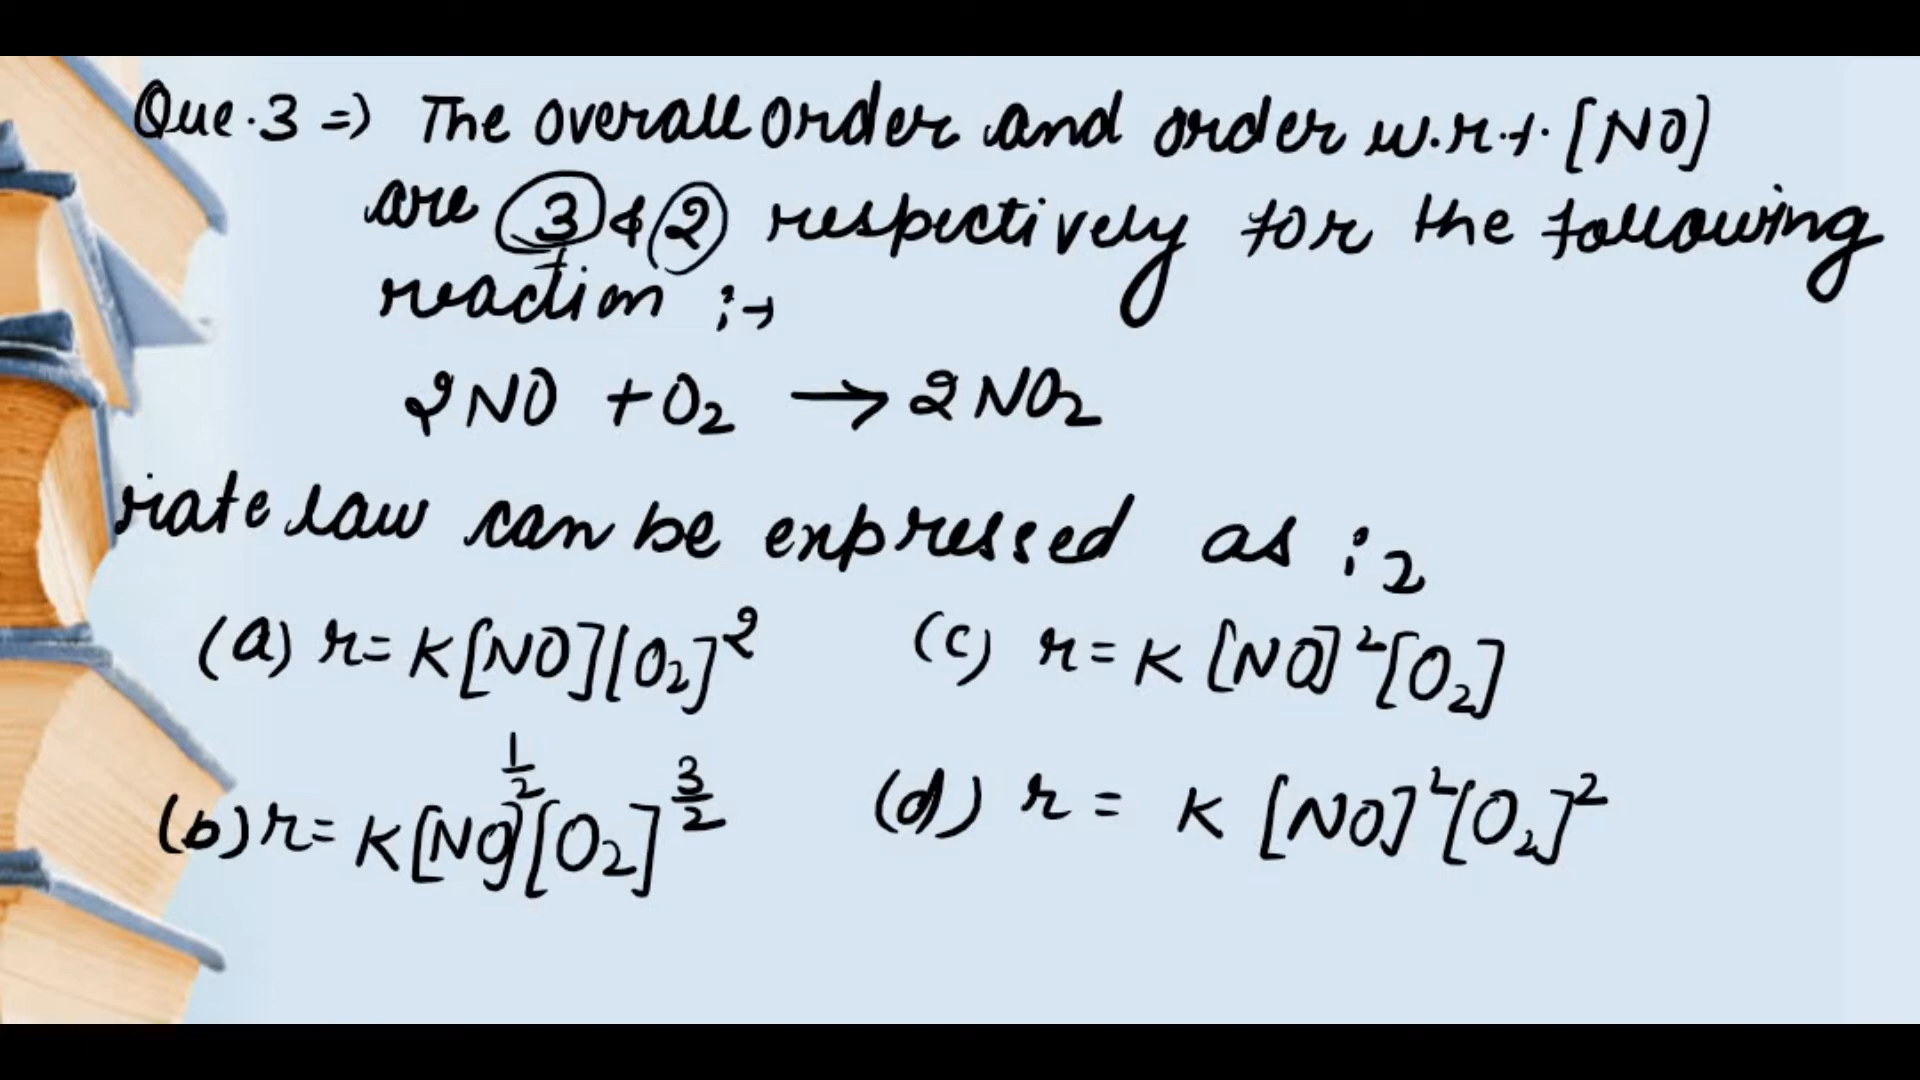 Que.3 => The overall order and order w.r.t. [NO]
are 3 & 2 respectively for the following
reaction :→
2NO + O₂ → 2NO₂
rate law can be expressed as :2
(a) r = K[NO][O₂]²
(c) r = K[NO]²[O₂]
(b) r = K[NO]^1/2[O₂]^3/2
(d) r = K[NO]²[O₂]²